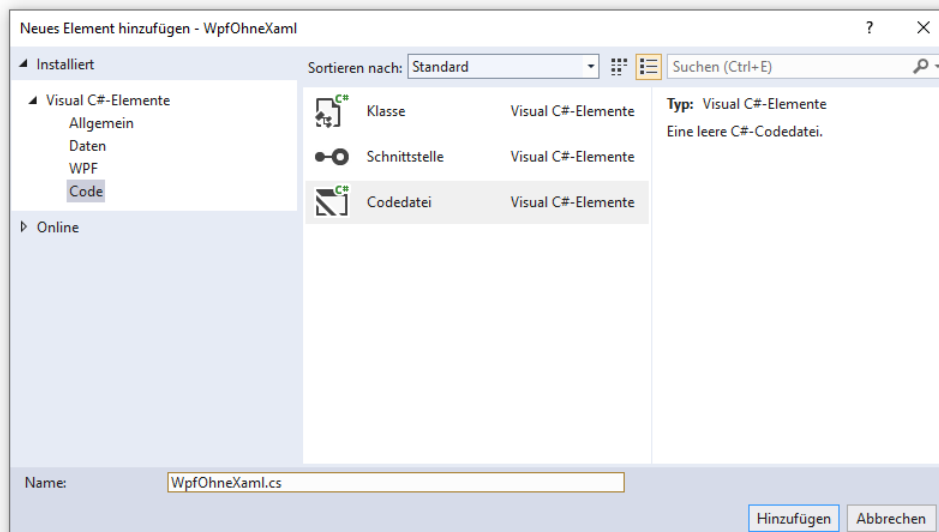 Neues Element hinzufügen - WpfOhneXaml
?
Installiert
Sortieren nach: Standard
Suchen (Ctrl+E)
Visual C#-Elemente
Allgemein
Daten
WPF
Code
Online
C# Klasse Visual C#-Elemente
Schnittstelle Visual C#-Elemente
C# Codedatei Visual C#-Elemente
Typ: Visual C#-Elemente
Eine leere C#-Codedatei.
Name: WpfOhneXaml.cs
Hinzufügen Abbrechen